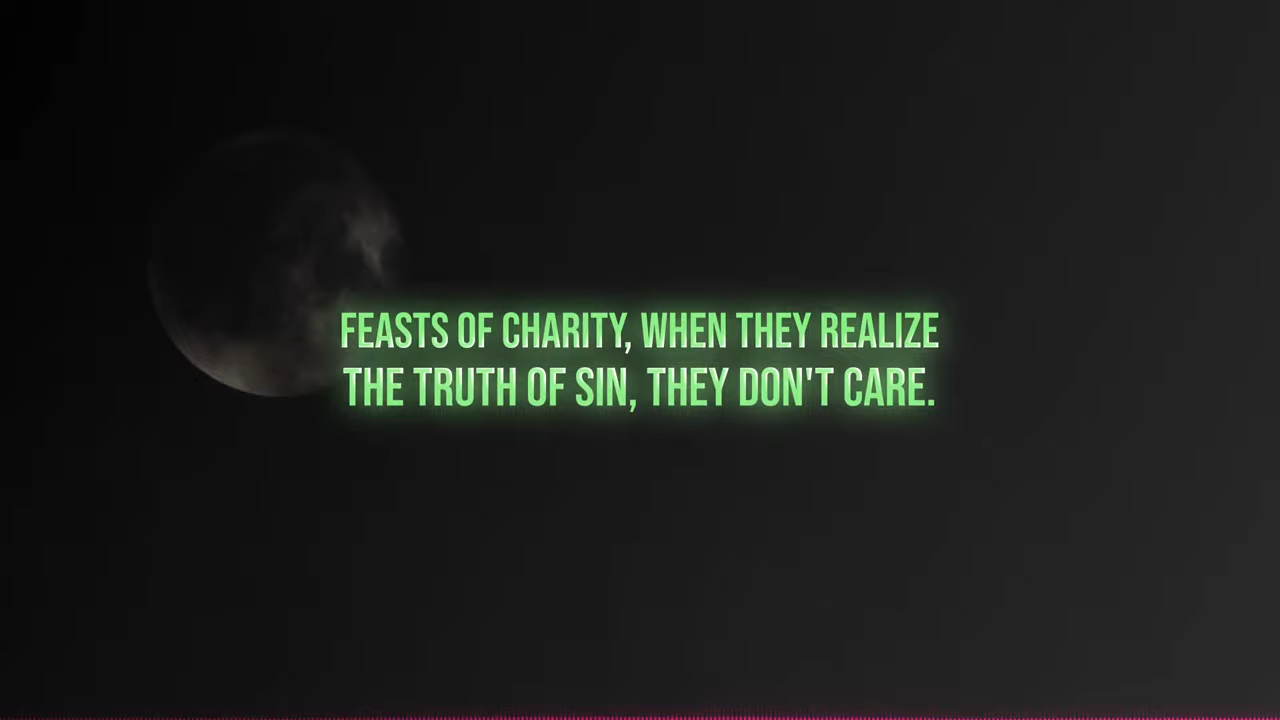 FEASTS OF CHARITY, WHEN THEY REALIZE
THE TRUTH OF SIN, THEY DON'T CARE.